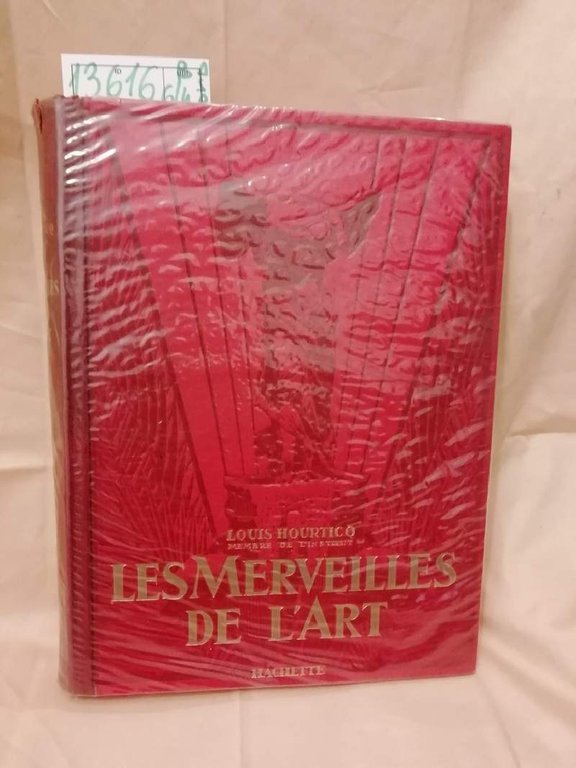 13616
LOUIS HOURTICQ
MEMBRE DE L'INSTITUT
LES MERVEILLES
DE L'ART
HACHETTE